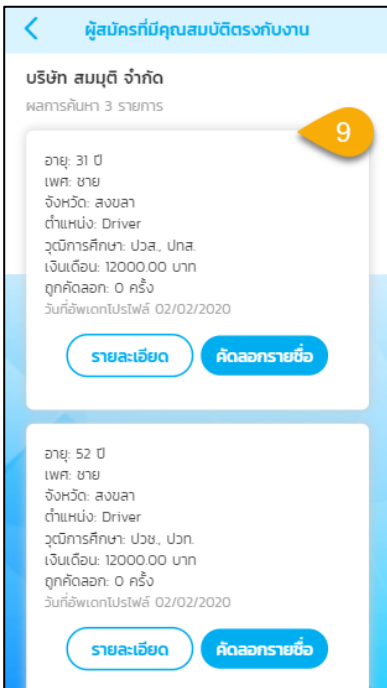 ผู้สมัครที่มีคุณสมบัติตรงกับงาน
บริษัท สมมุติ จำกัด
ผลการค้นหา 3 รายการ
9
อายุ: 31 ปี
เพศ: ชาย
จังหวัด: สงขลา
ตำแหน่ง: Driver
วุฒิการศึกษา: ปวส., ปทส.
เงินเดือน: 12000.00 บาท
ถูกคัดลอก: 0 ครั้ง
วันที่อัพเดทโปรไฟล์ 02/02/2020
รายละเอียด คัดลอกรายชื่อ
อายุ: 52 ปี
เพศ: ชาย
จังหวัด: สงขลา
ตำแหน่ง: Driver
วุฒิการศึกษา: ปวช., ปวท.
เงินเดือน: 12000.00 บาท
ถูกคัดลอก: 0 ครั้ง
วันที่อัพเดทโปรไฟล์ 02/02/2020
รายละเอียด คัดลอกรายชื่อ